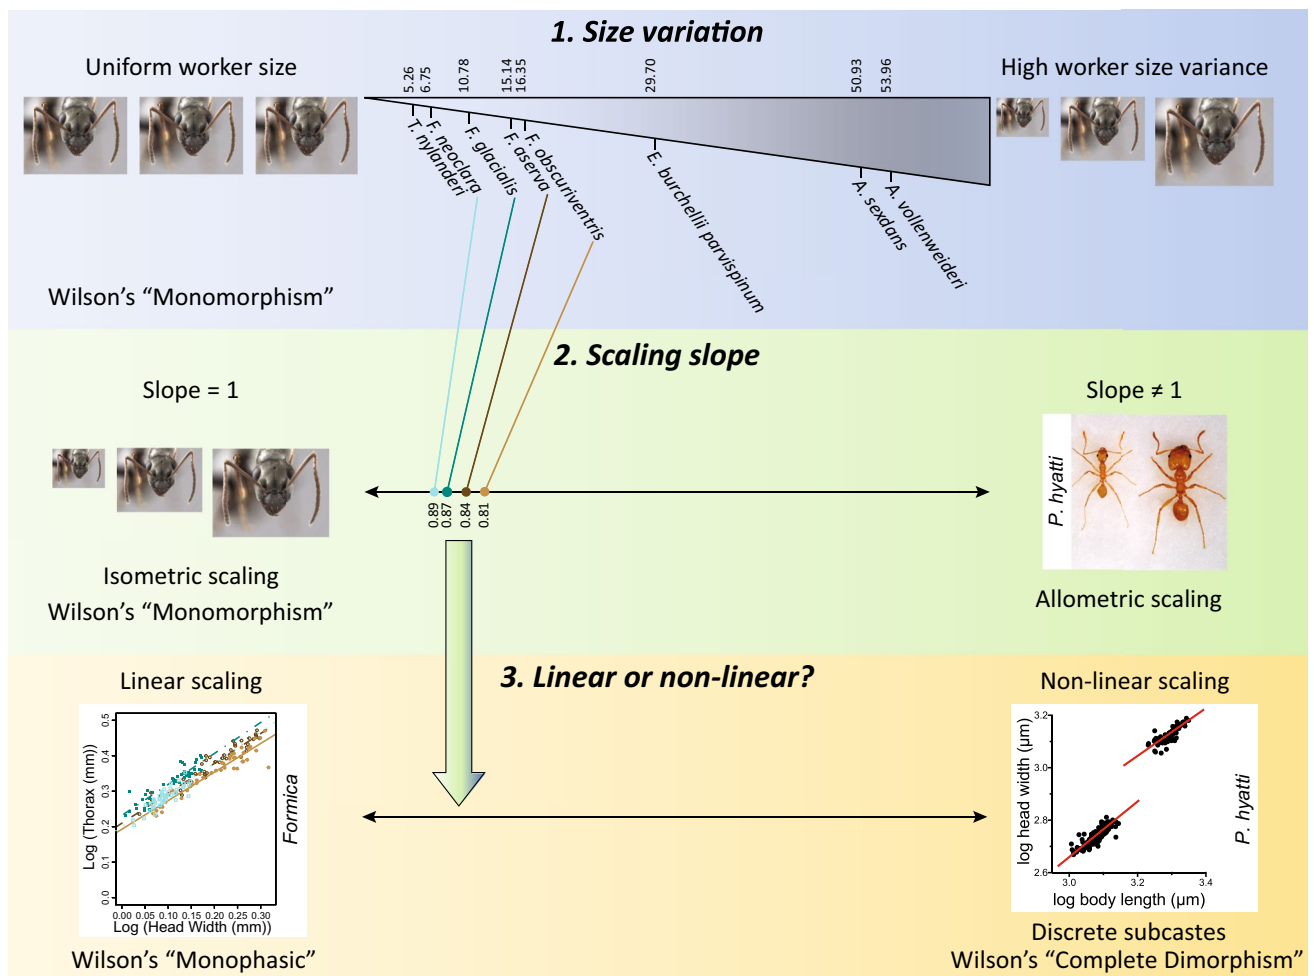 1. Size variation
Uniform worker size
High worker size variance
5.26
6.75
10.78
15.14
16.35
29.70
50.93
53.96
T. nylanderi
F. neoclara
F. glacialis
F. aserva
F. obscuriventris
E. burchellii parvispinum
A. sexdans
A. vollenweideri
Wilson's “Monomorphism”
2. Scaling slope
Slope = 1
Slope ≠ 1
P. hyatti
0.89
0.87
0.84
0.81
Isometric scaling
Wilson's “Monomorphism”
Allometric scaling
3. Linear or non-linear?
Linear scaling
Non-linear scaling
Log (Thorax (mm))
0.5
0.4
0.3
0.2
0.1
0.0
0.00 0.05 0.10 0.15 0.20 0.25 0.30
Log (Head Width (mm))
Formica
Wilson's “Monophasic”
log head width (µm)
3.2
3.0
2.8
2.6
3.0 3.2 3.4
log body length (µm)
P. hyatti
Discrete subcastes
Wilson's “Complete Dimorphism”